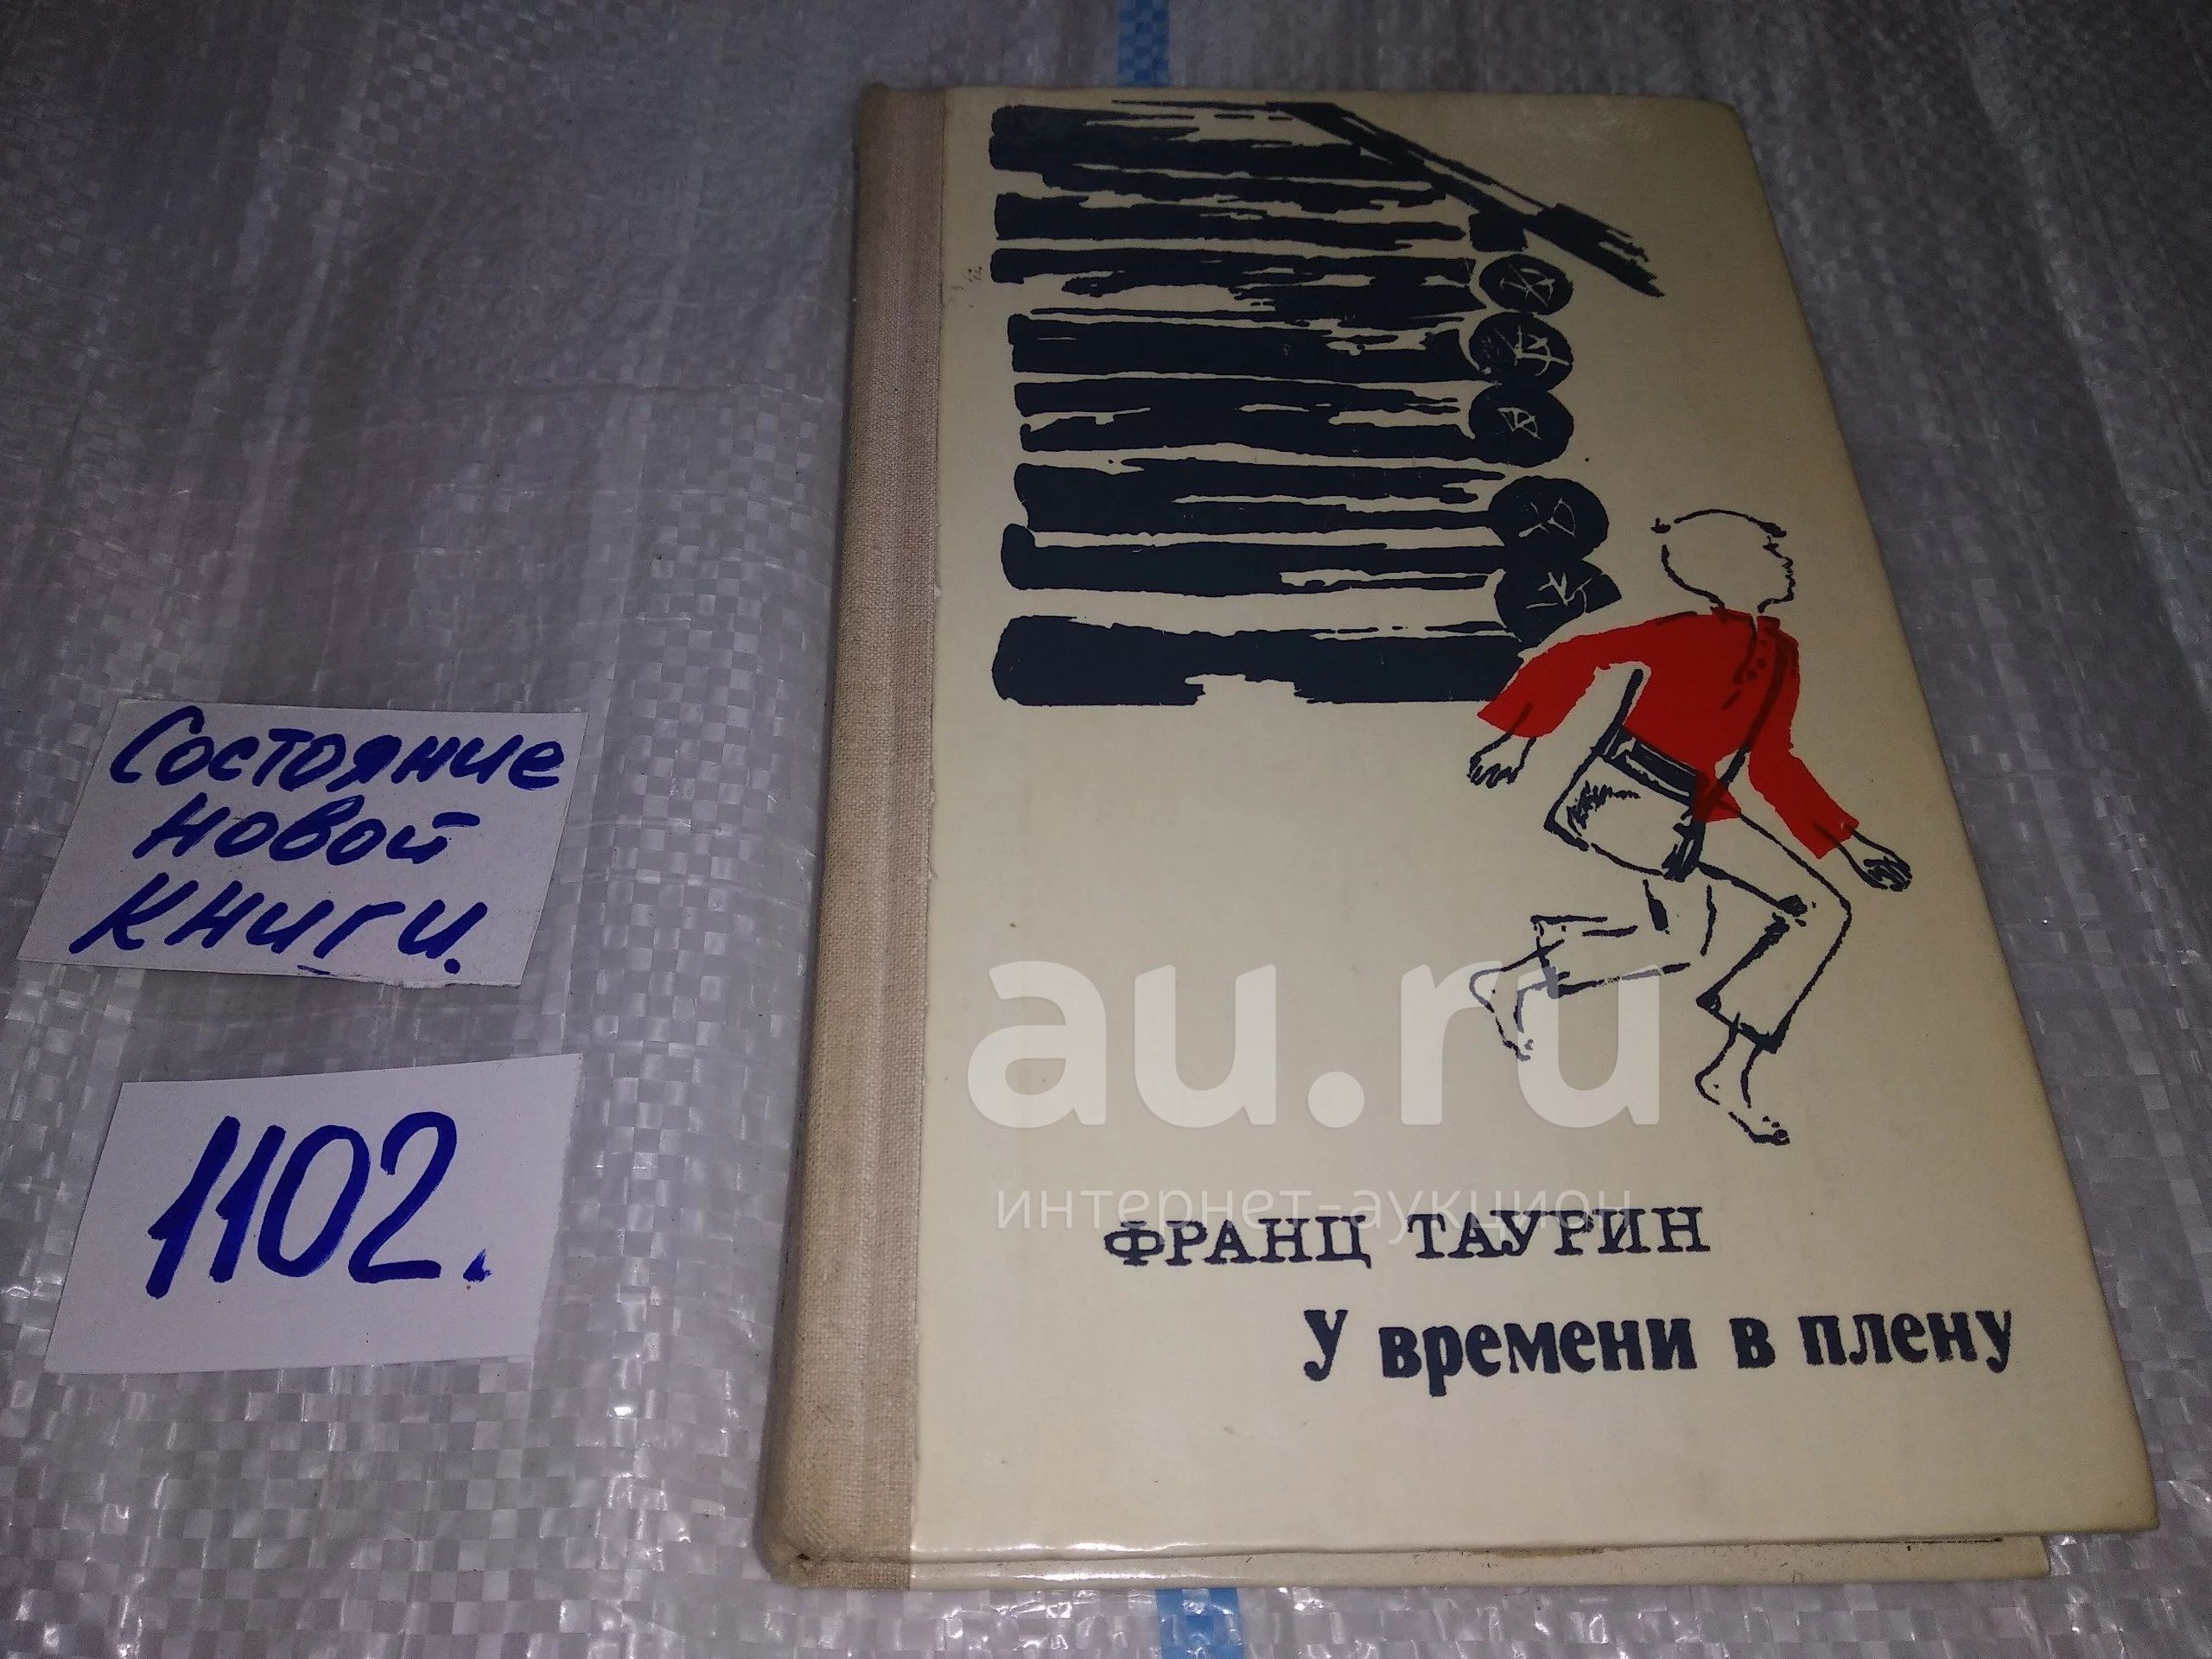 Состояние
новой
книги.
1102.
au.ru
интернет-аукцион
ФРАНЦ ТАУРИН
У времени в плену